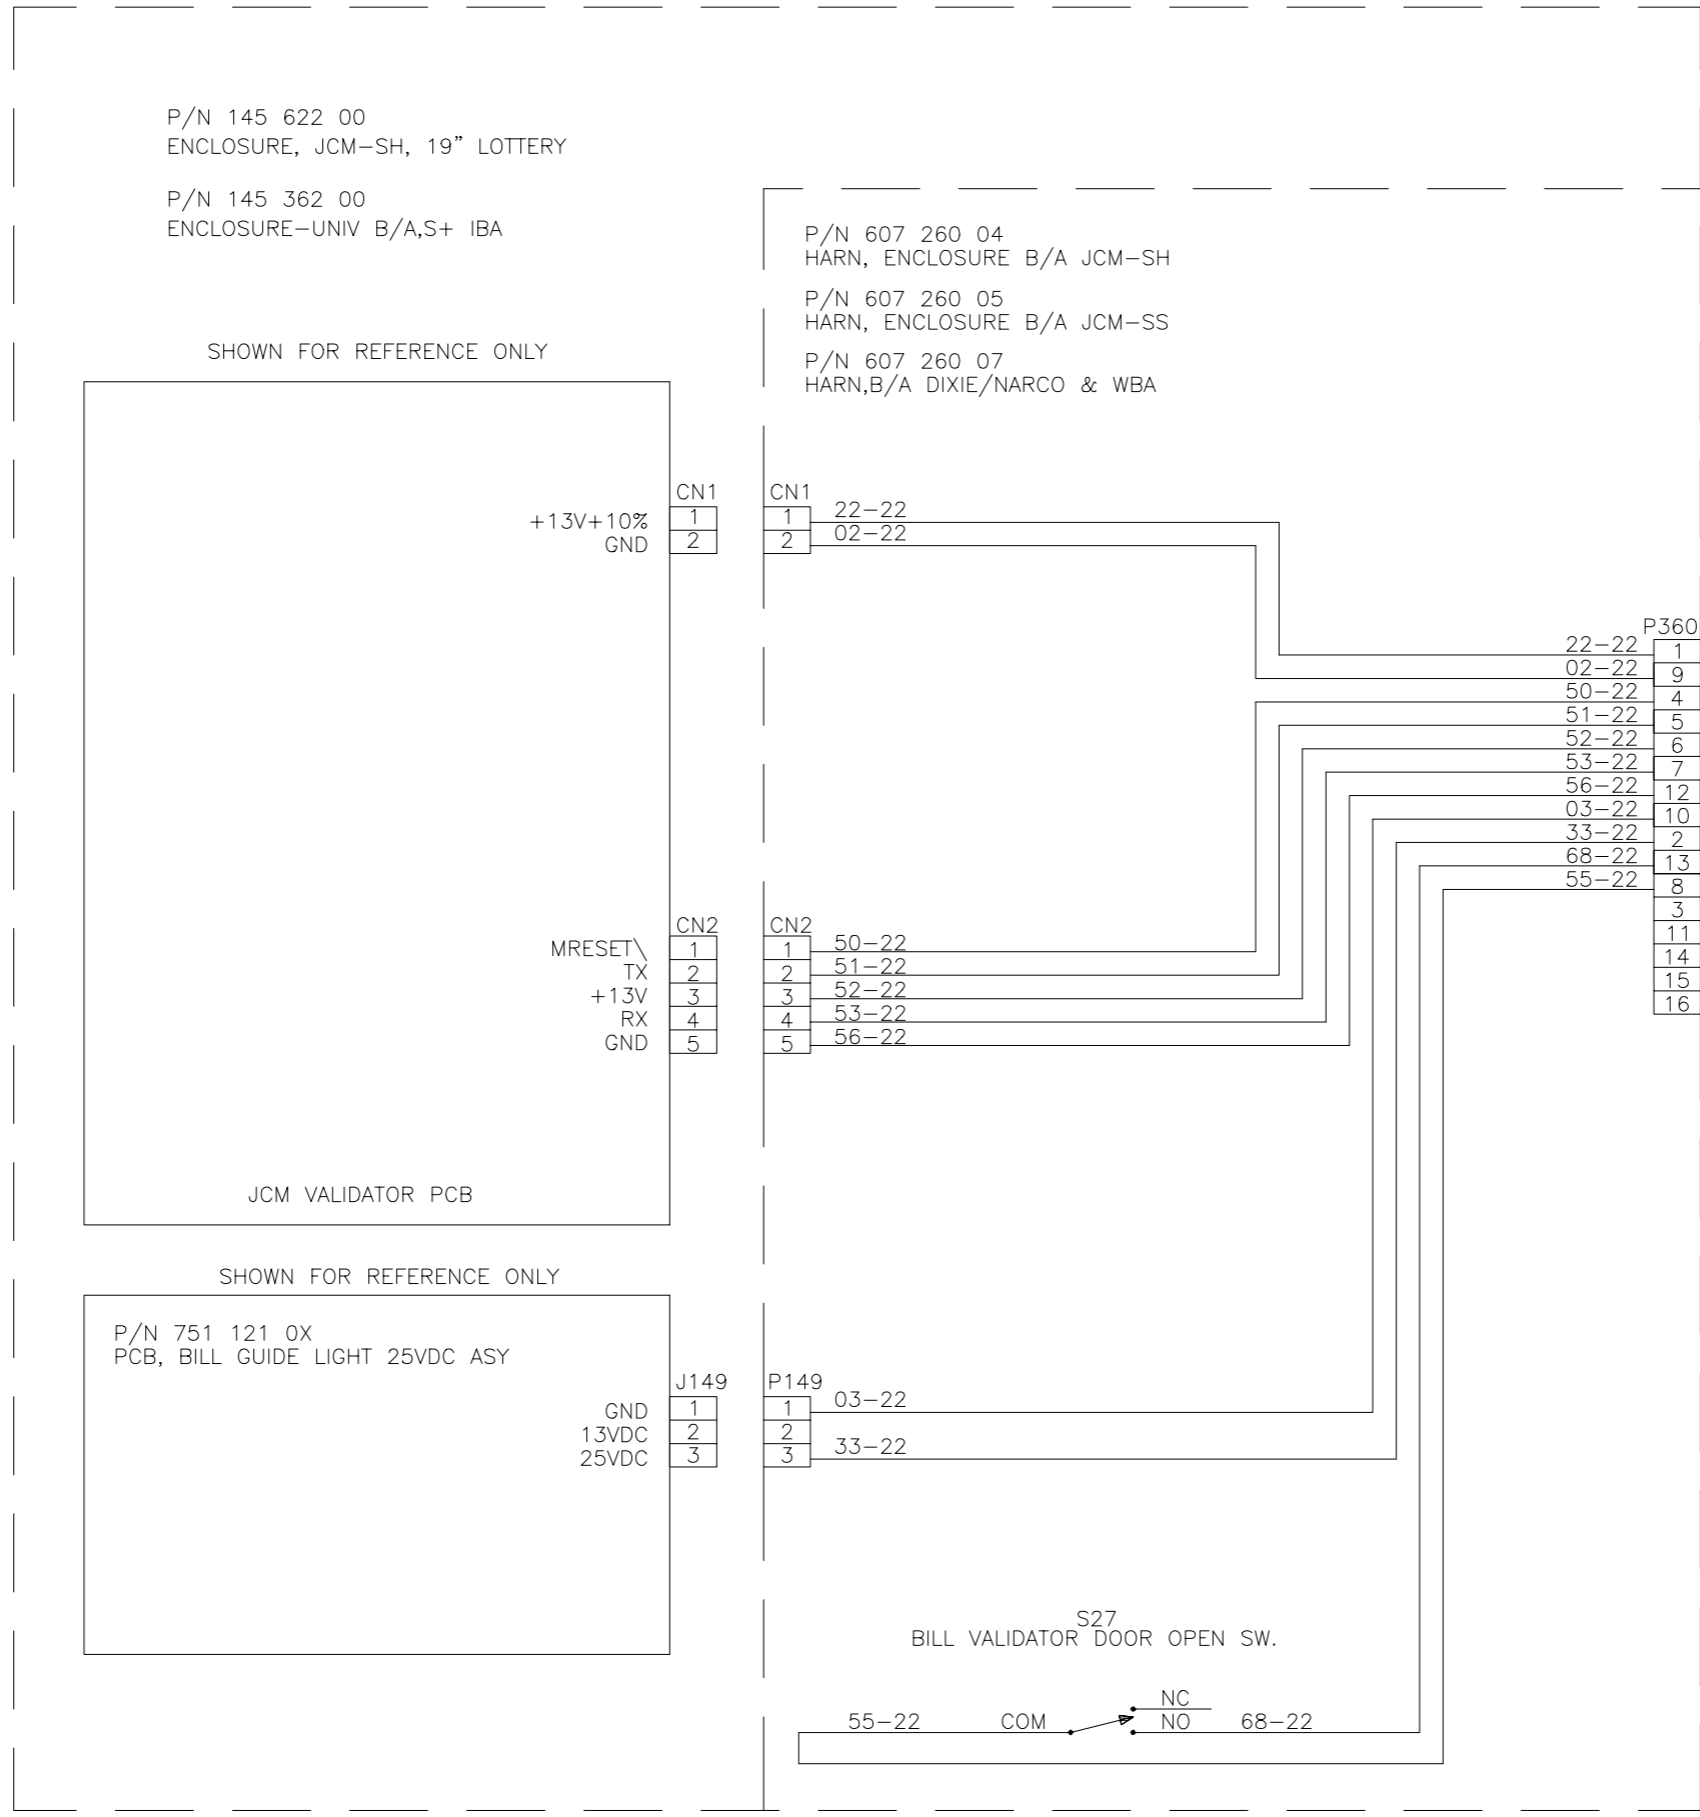 P/N 145 622 00
ENCLOSURE, JCM-SH, 19" LOTTERY
P/N 145 362 00
ENCLOSURE-UNIV B/A,S+ IBA
P/N 607 260 04
HARN, ENCLOSURE B/A JCM-SH
P/N 607 260 05
HARN, ENCLOSURE B/A JCM-SS
P/N 607 260 07
HARN,B/A DIXIE/NARCO & WBA
SHOWN FOR REFERENCE ONLY
CN1 CN1
+13V+10% 1 1 22-22
GND 2 2 02-22
P360
22-22 1
02-22 9
50-22 4
51-22 5
52-22 6
53-22 7
56-22 12
03-22 10
33-22 2
68-22 13
55-22 8
3
11
14
15
16
CN2 CN2
MRESET\ 1 1 50-22
TX 2 2 51-22
+13V 3 3 52-22
RX 4 4 53-22
GND 5 5 56-22
JCM VALIDATOR PCB
SHOWN FOR REFERENCE ONLY
P/N 751 121 0X
PCB, BILL GUIDE LIGHT 25VDC ASY
J149 P149
GND 1 1 03-22
13VDC 2 2
25VDC 3 3 33-22
S27
BILL VALIDATOR DOOR OPEN SW.
NC
55-22 COM NO 68-22